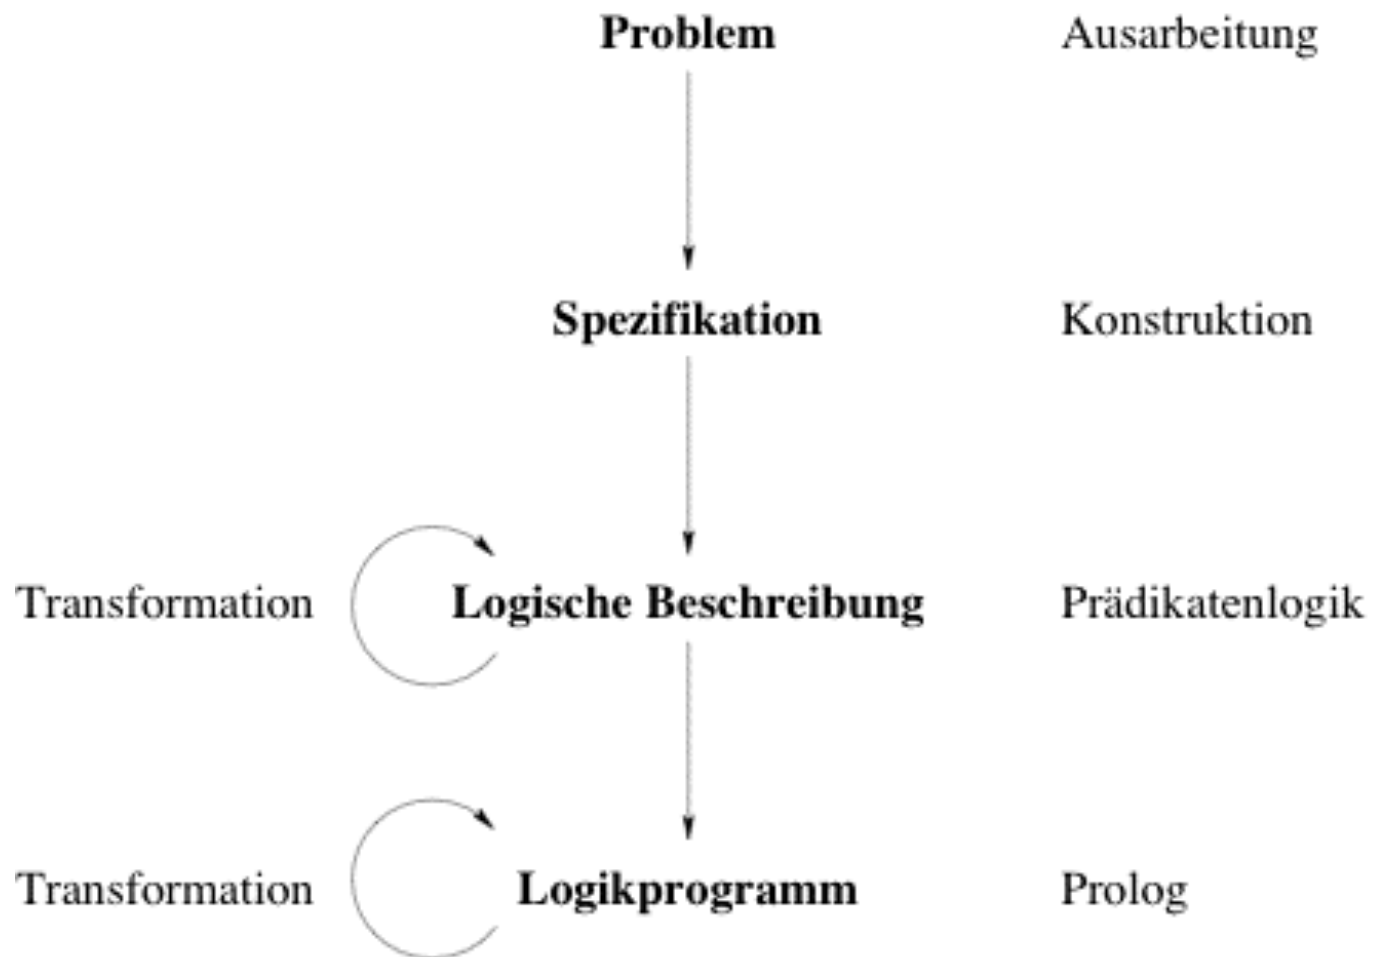 Problem Ausarbeitung
Spezifikation Konstruktion
Transformation Logische Beschreibung Prädikatenlogik
Transformation Logikprogramm Prolog